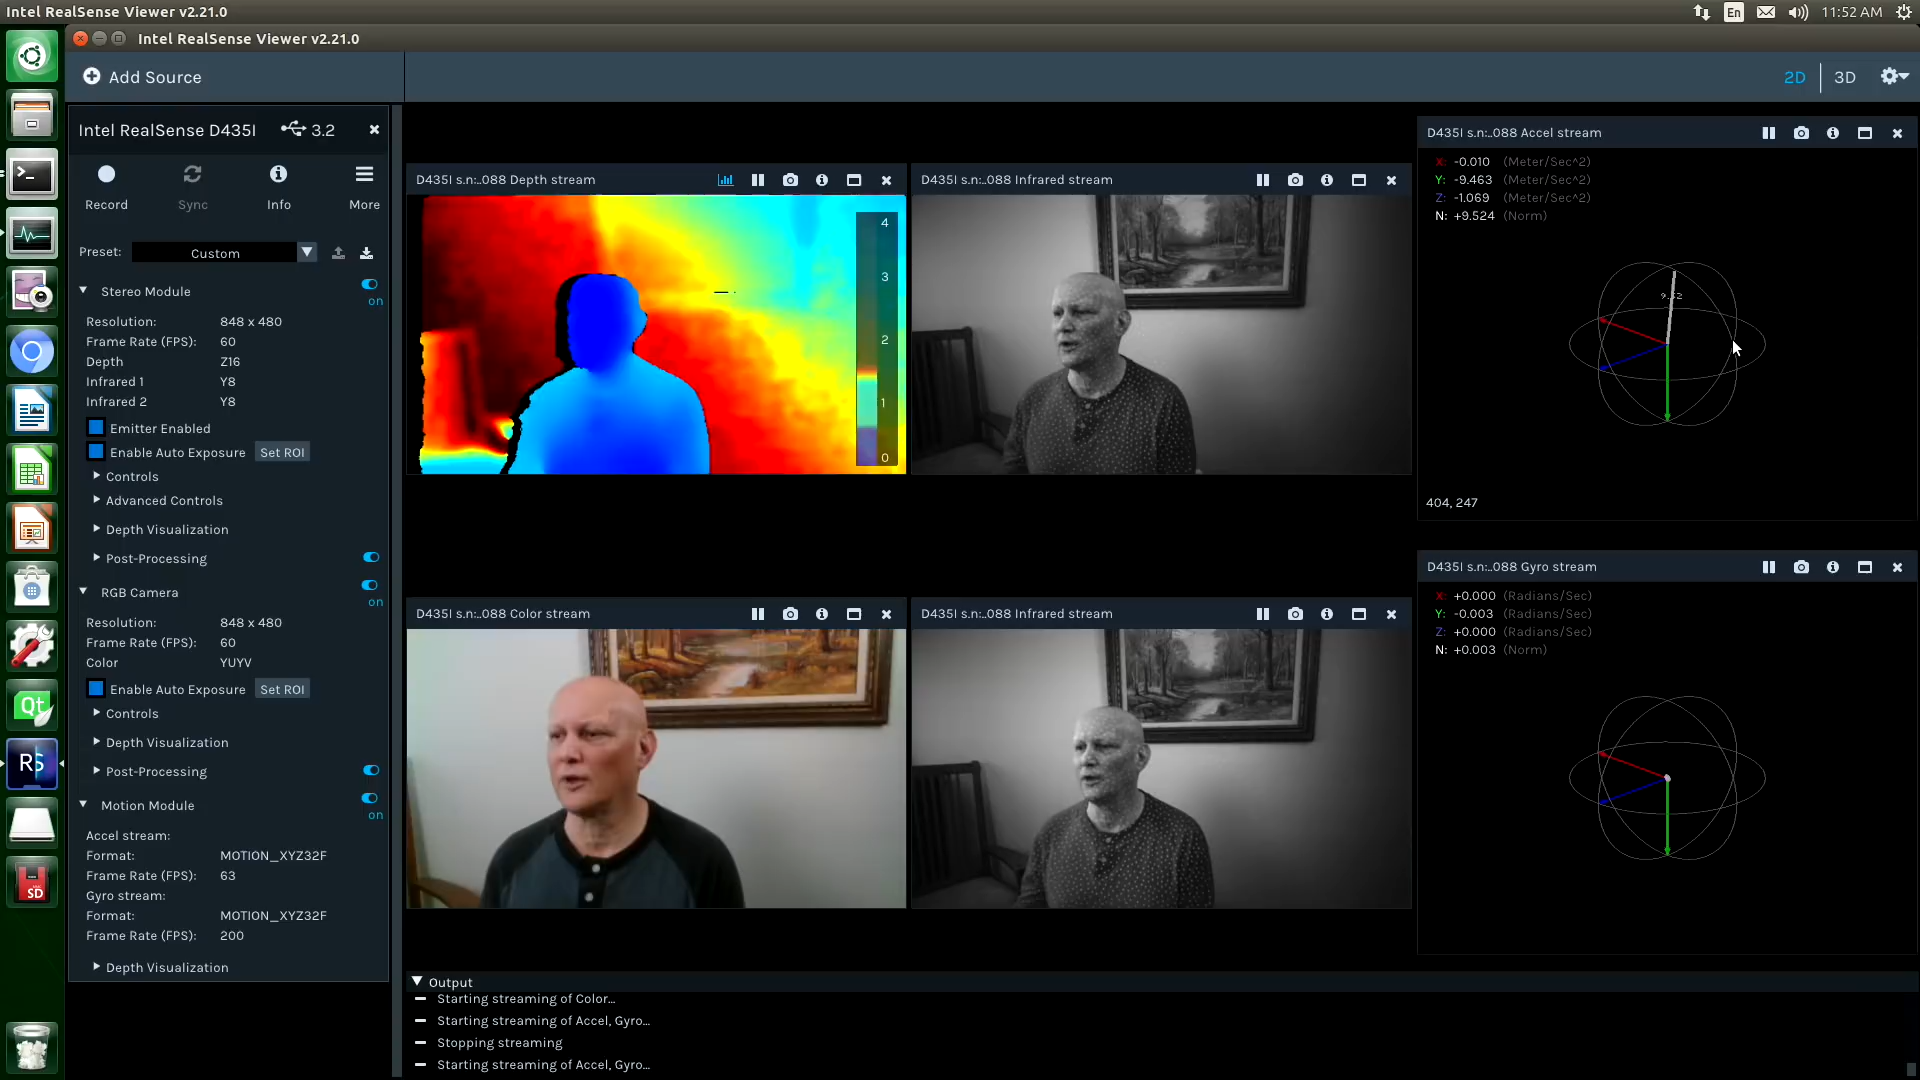 Intel RealSense Viewer v2.21.0
En
11:52 AM
Intel RealSense Viewer v2.21.0
Add Source
2D
3D
Intel RealSense D435I
3.2
Record
Sync
Info
More
Preset:
Custom
Stereo Module
on
Resolution: 848 x 480
Frame Rate (FPS): 60
Depth Z16
Infrared 1 Y8
Infrared 2 Y8
Emitter Enabled
Enable Auto Exposure
Set ROI
Controls
Advanced Controls
Depth Visualization
Post-Processing
RGB Camera
on
Resolution: 848 x 480
Frame Rate (FPS): 60
Color YUYV
Enable Auto Exposure
Set ROI
Controls
Depth Visualization
Post-Processing
Motion Module
on
Accel stream:
Format: MOTION_XYZ32F
Frame Rate (FPS): 63
Gyro stream:
Format: MOTION_XYZ32F
Frame Rate (FPS): 200
Depth Visualization
D435I s.n:..088 Depth stream
4
3
2
1
0
D435I s.n:..088 Infrared stream
D435I s.n:..088 Accel stream
X: -0.010 (Meter/Sec^2)
Y: -9.463 (Meter/Sec^2)
Z: -1.069 (Meter/Sec^2)
N: +9.524 (Norm)
404, 247
D435I s.n:..088 Color stream
D435I s.n:..088 Infrared stream
D435I s.n:..088 Gyro stream
X: +0.000 (Radians/Sec)
Y: -0.003 (Radians/Sec)
Z: +0.000 (Radians/Sec)
N: +0.003 (Norm)
Output
Starting streaming of Color...
Starting streaming of Accel, Gyro...
Stopping streaming
Starting streaming of Accel, Gyro...
Qt
RS
SD